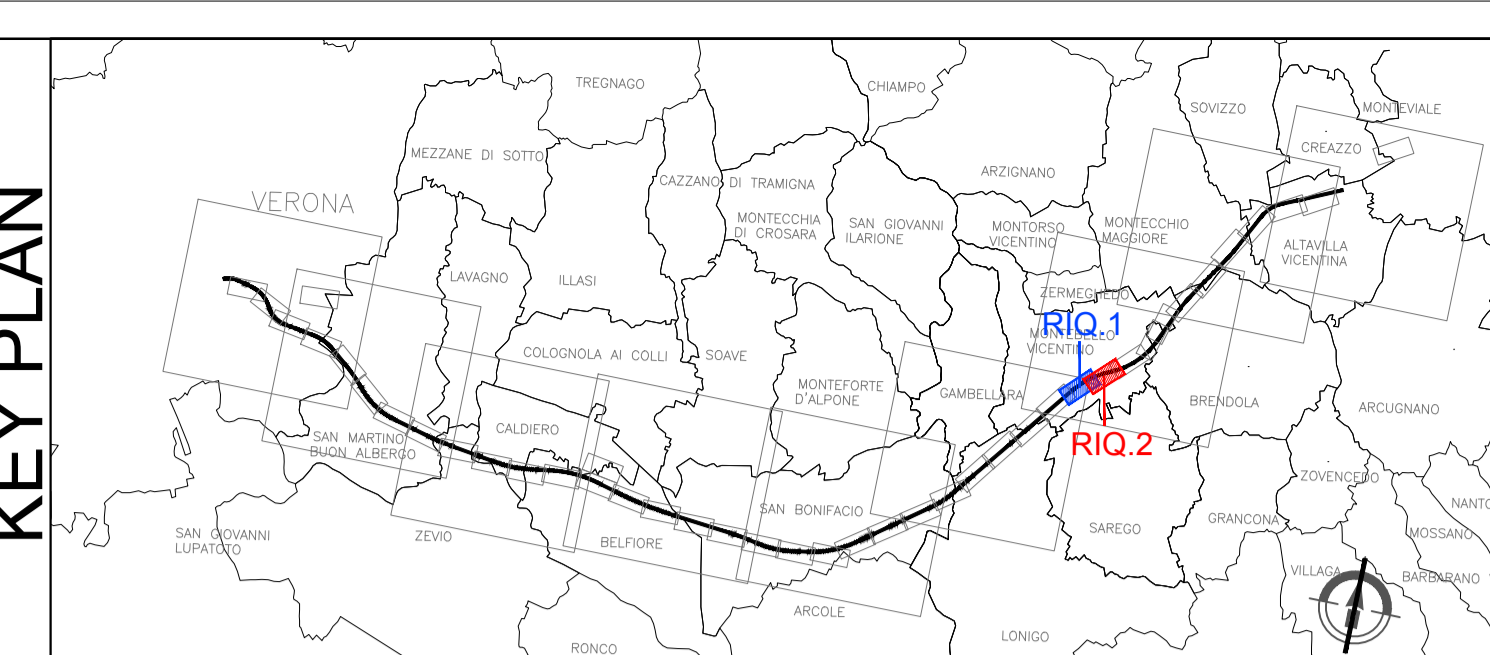 KEY PLAN
TREGNAGO
CHIAMPO
SOVIZZO
MONTEVIALE
MEZZANE DI SOTTO
CREAZZO
CAZZANO DI TRAMIGNA
ARZIGNANO
VERONA
MONTECCHIA
DI CROSARA
SAN GIOVANNI
ILARIONE
MONTORSO
VICENTINO
MONTECCHIO
MAGGIORE
ALTAVILLA
VICENTINA
LAVAGNO
ILLASI
ZERMEGHEDO
RIQ.1
MONTEBELLO
VICENTINO
COLOGNOLA AI COLLI
SOAVE
MONTEFORTE
D'ALPONE
GAMBELLARA
BRENDOLA
ARCUGNANO
CALDIERO
SAN MARTINO
BUON ALBERGO
RIQ.2
ZOVENCEDO
NANTO
SAN BONIFACIO
SAREGO
GRANCONA
MOSSANO
SAN GIOVANNI
LUPATOTO
ZEVIO
BELFIORE
VILLAGA
BARBARANO
ARCOLE
LONIGO
RONCO